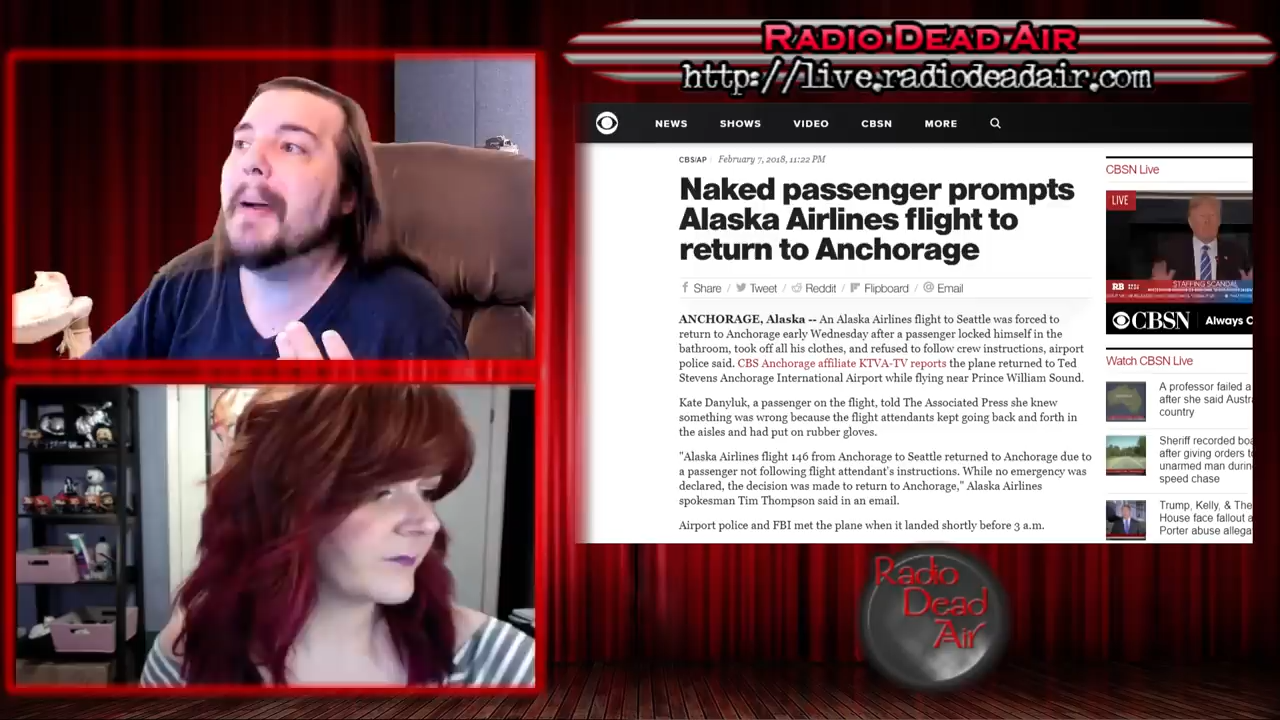 RADIO DEAD AIR
http://live.radiodeadair.com
NEWS SHOWS VIDEO CBSN MORE
CBS/AP February 7, 2018, 11:22 PM
Naked passenger prompts
Alaska Airlines flight to
return to Anchorage
Share / Tweet / Reddit / Flipboard / Email
ANCHORAGE, Alaska -- An Alaska Airlines flight to Seattle was forced to
return to Anchorage early Wednesday after a passenger locked himself in the
bathroom, took off all his clothes, and refused to follow crew instructions, airport
police said. CBS Anchorage affiliate KTVA-TV reports the plane returned to Ted
Stevens Anchorage International Airport while flying near Prince William Sound.
Kate Danyluk, a passenger on the flight, told The Associated Press she knew
something was wrong because the flight attendants kept going back and forth in
the aisles and had put on rubber gloves.
"Alaska Airlines flight 146 from Anchorage to Seattle returned to Anchorage due to
a passenger not following flight attendant's instructions. While no emergency was
declared, the decision was made to return to Anchorage," Alaska Airlines
spokesman Tim Thompson said in an email.
Airport police and FBI met the plane when it landed shortly before 3 a.m.
CBSN Live
LIVE
STAFFING SCANDAL
CBSN Always C
Watch CBSN Live
A professor failed a
after she said Austra
country
Sheriff recorded boa
after giving orders to
unarmed man during
speed chase
Trump, Kelly, & The
House face fallout a
Porter abuse allega
Radio
Dead
Air